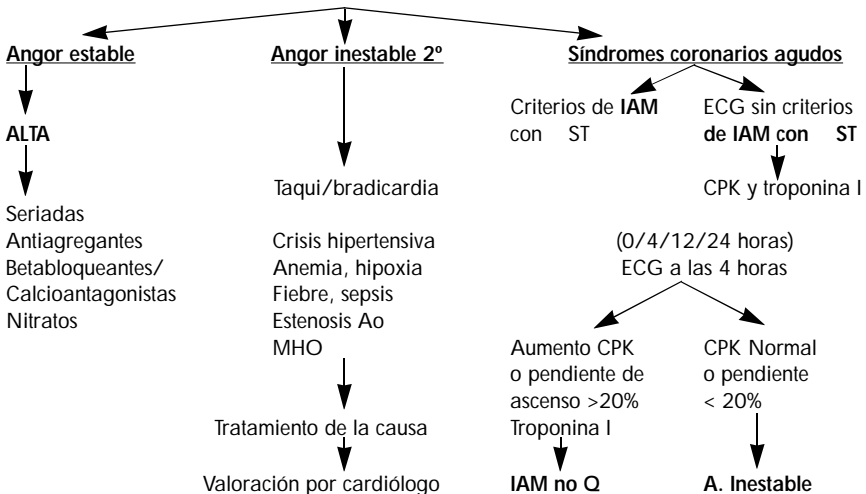 Angor estable
ALTA
Seriadas
Antiagregantes
Betabloqueantes/
Calcioantagonistas
Nitratos
Angor inestable 2º
Taqui/bradicardia
Crisis hipertensiva
Anemia, hipoxia
Fiebre, sepsis
Estenosis Ao
MHO
Tratamiento de la causa
Valoración por cardiólogo
Síndromes coronarios agudos
Criterios de IAM
con ST
ECG sin criterios
de IAM con ST
CPK y troponina I
(0/4/12/24 horas)
ECG a las 4 horas
Aumento CPK
o pendiente de
ascenso >20%
Troponina I
IAM no Q
CPK Normal
o pendiente
< 20%
A. Inestable